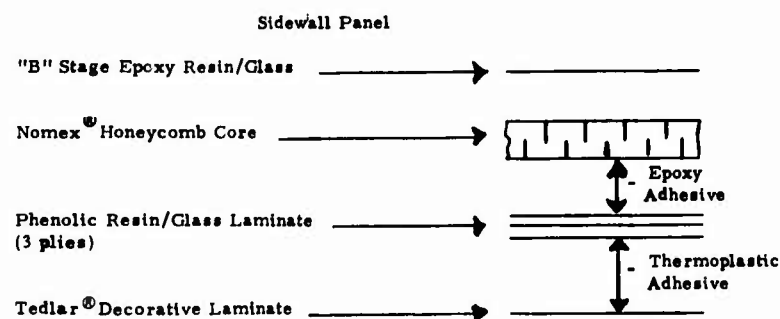 Sidewall Panel
"B" Stage Epoxy Resin/Glass
Nomex® Honeycomb Core
- Epoxy
Adhesive
Phenolic Resin/Glass Laminate
(3 plies)
- Thermoplastic
Adhesive
Tedlar® Decorative Laminate